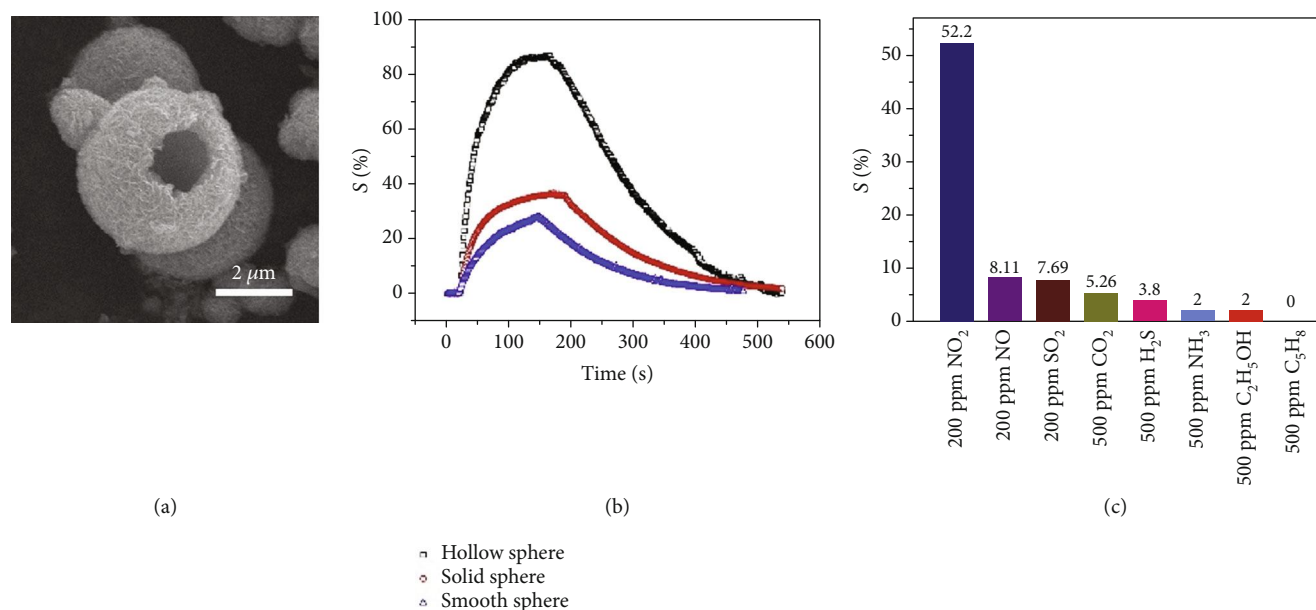 2 μm
(a)
100
80
60
40
20
0
S (%)
0 100 200 300 400 500 600
Time (s)
(b)
Hollow sphere
Solid sphere
Smooth sphere
50
40
30
20
10
0
S (%)
52.2
8.11
7.69
5.26
3.8
2
2
0
200 ppm NO₂
200 ppm NO
200 ppm SO₂
500 ppm CO₂
500 ppm H₂S
500 ppm NH₃
500 ppm C₂H₅OH
500 ppm C₅H₈
(c)